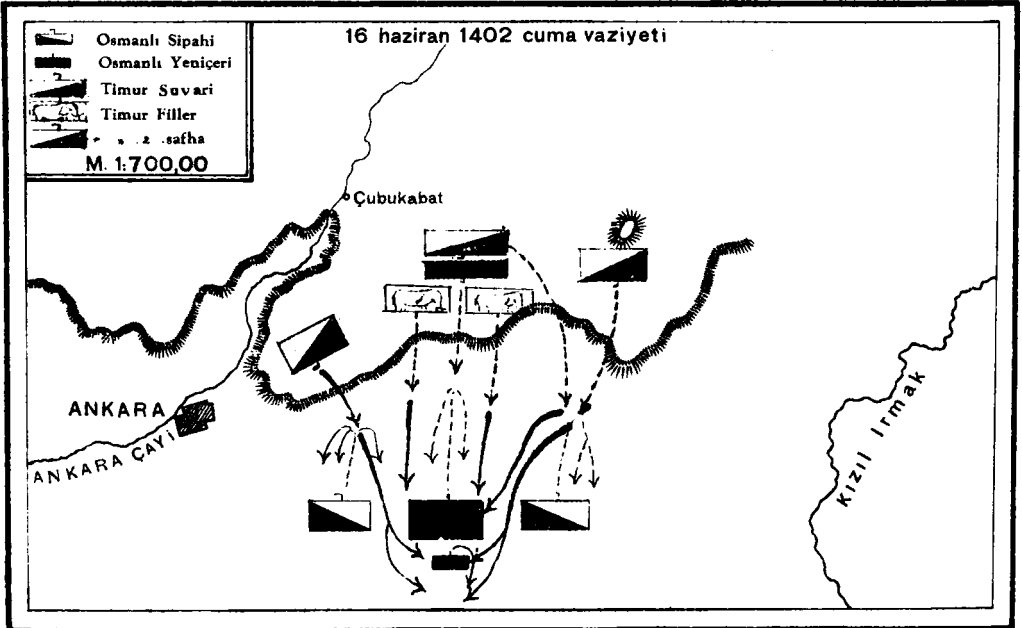 16 haziran 1402 cuma vaziyeti
Osmanlı Sipahi
Osmanlı Yeniçeri
Timur Suvari
Timur Filler
" " 2 .safha
M. 1:700,00
Çubukabat
ANKARA
ANKARA ÇAYİ
Kızıl Irmak